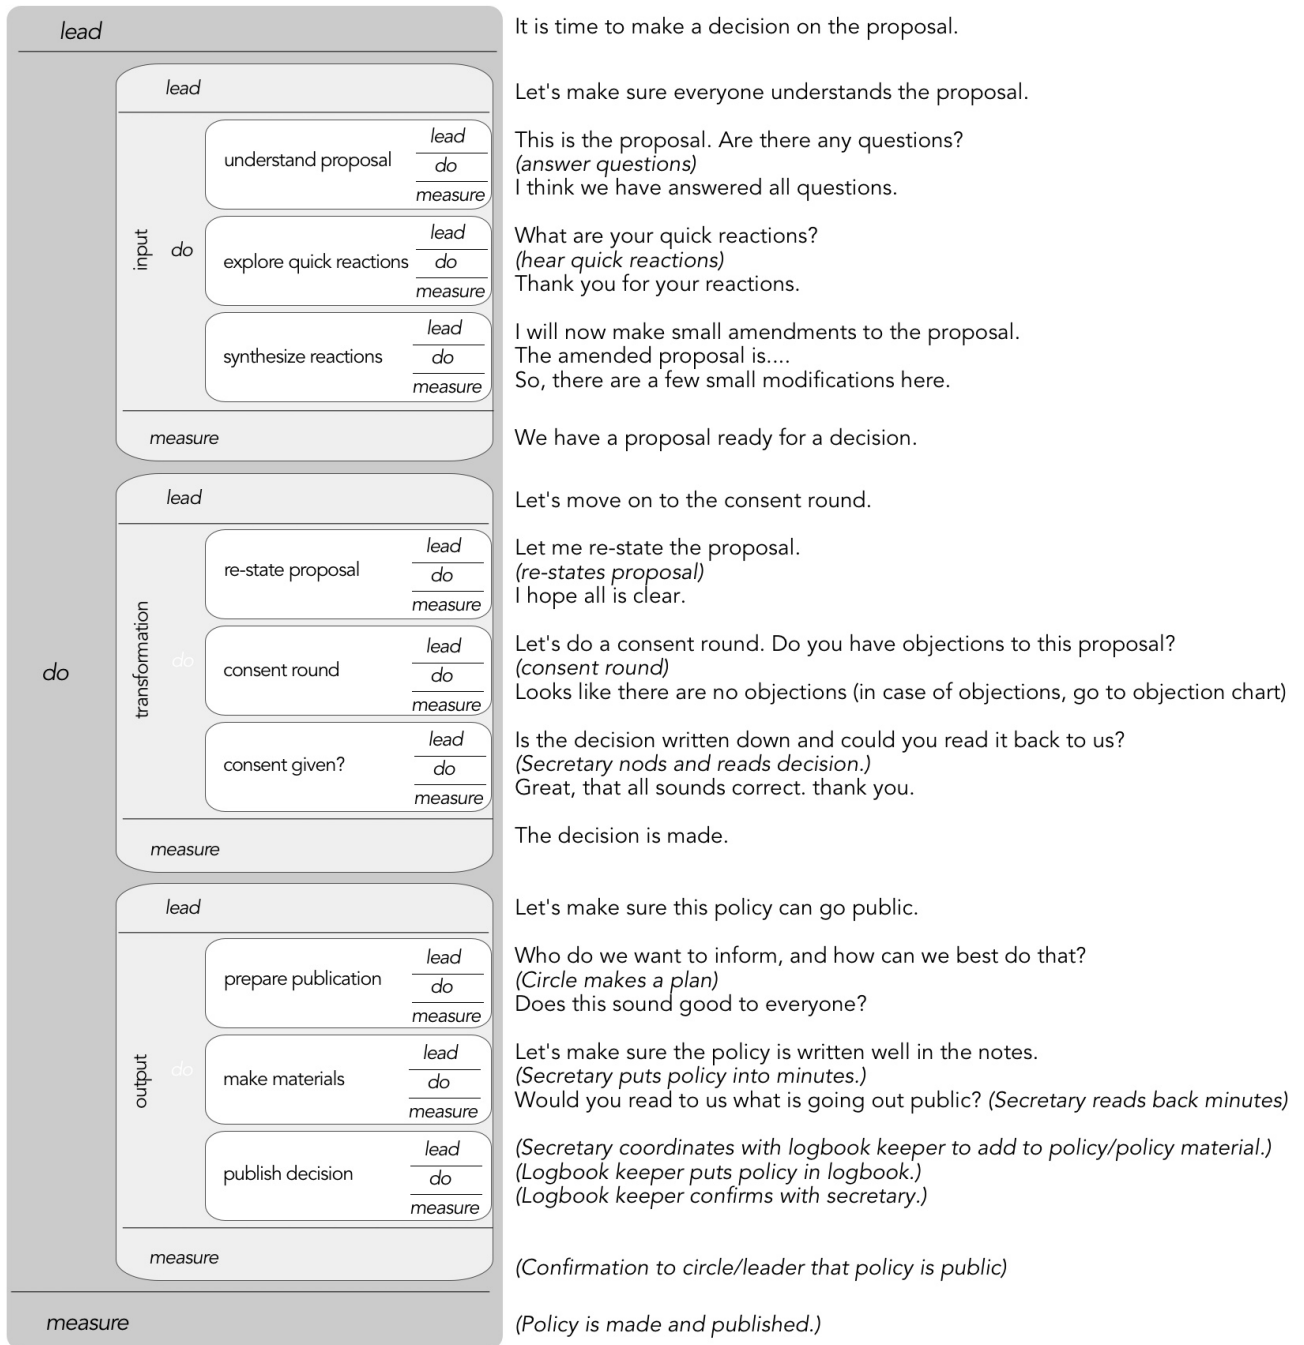 lead
It is time to make a decision on the proposal.
lead
Let's make sure everyone understands the proposal.
input
do
understand proposal
lead
do
measure
This is the proposal. Are there any questions?
(answer questions)
I think we have answered all questions.
explore quick reactions
lead
do
measure
What are your quick reactions?
(hear quick reactions)
Thank you for your reactions.
synthesize reactions
lead
do
measure
I will now make small amendments to the proposal.
The amended proposal is....
So, there are a few small modifications here.
measure
We have a proposal ready for a decision.
do
lead
Let's move on to the consent round.
transformation
do
re-state proposal
lead
do
measure
Let me re-state the proposal.
(re-states proposal)
I hope all is clear.
consent round
lead
do
measure
Let's do a consent round. Do you have objections to this proposal?
(consent round)
Looks like there are no objections (in case of objections, go to objection chart)
consent given?
lead
do
measure
Is the decision written down and could you read it back to us?
(Secretary nods and reads decision.)
Great, that all sounds correct. thank you.
measure
The decision is made.
lead
Let's make sure this policy can go public.
output
do
prepare publication
lead
do
measure
Who do we want to inform, and how can we best do that?
(Circle makes a plan)
Does this sound good to everyone?
make materials
lead
do
measure
Let's make sure the policy is written well in the notes.
(Secretary puts policy into minutes.)
Would you read to us what is going out public? (Secretary reads back minutes)
publish decision
lead
do
measure
(Secretary coordinates with logbook keeper to add to policy/policy material.)
(Logbook keeper puts policy in logbook.)
(Logbook keeper confirms with secretary.)
measure
(Confirmation to circle/leader that policy is public)
measure
(Policy is made and published.)